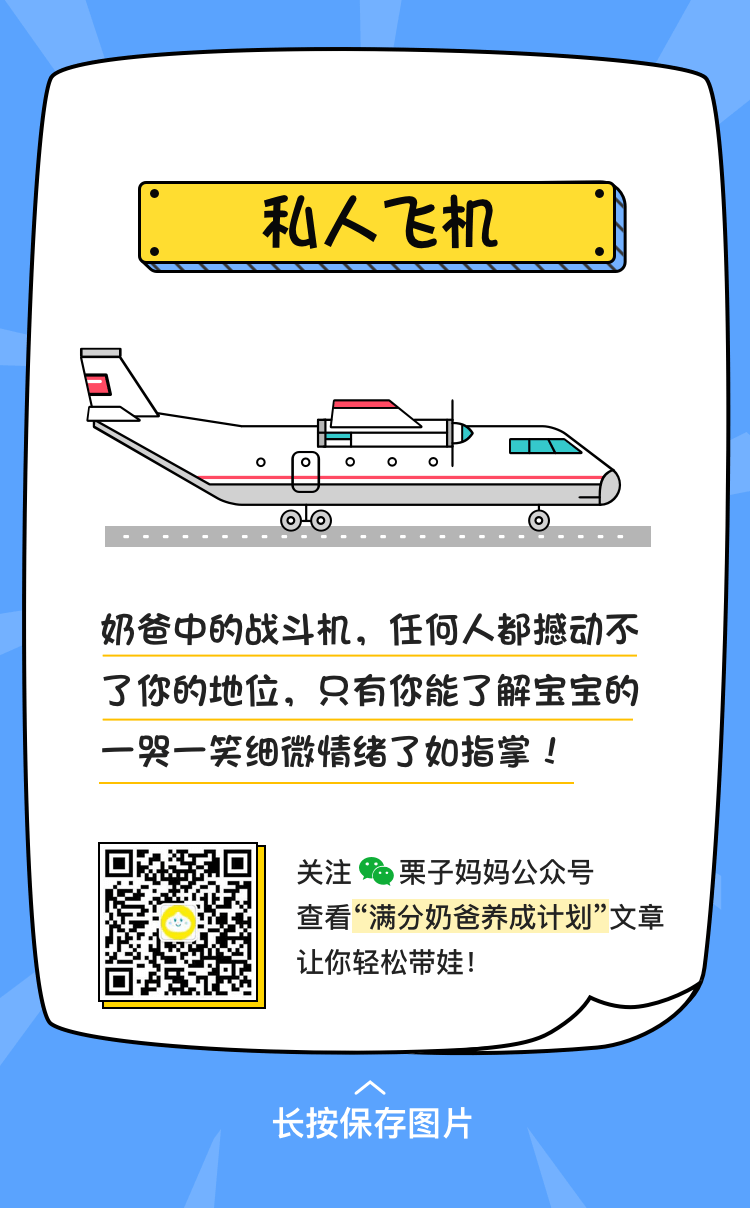 私人飞机
奶爸中的战斗机，任何人都撼动不
了你的地位，只有你能了解宝宝的
一哭一笑细微情绪了如指掌！
关注 栗子妈妈公众号
查看“满分奶爸养成计划”文章
让你轻松带娃！
长按保存图片